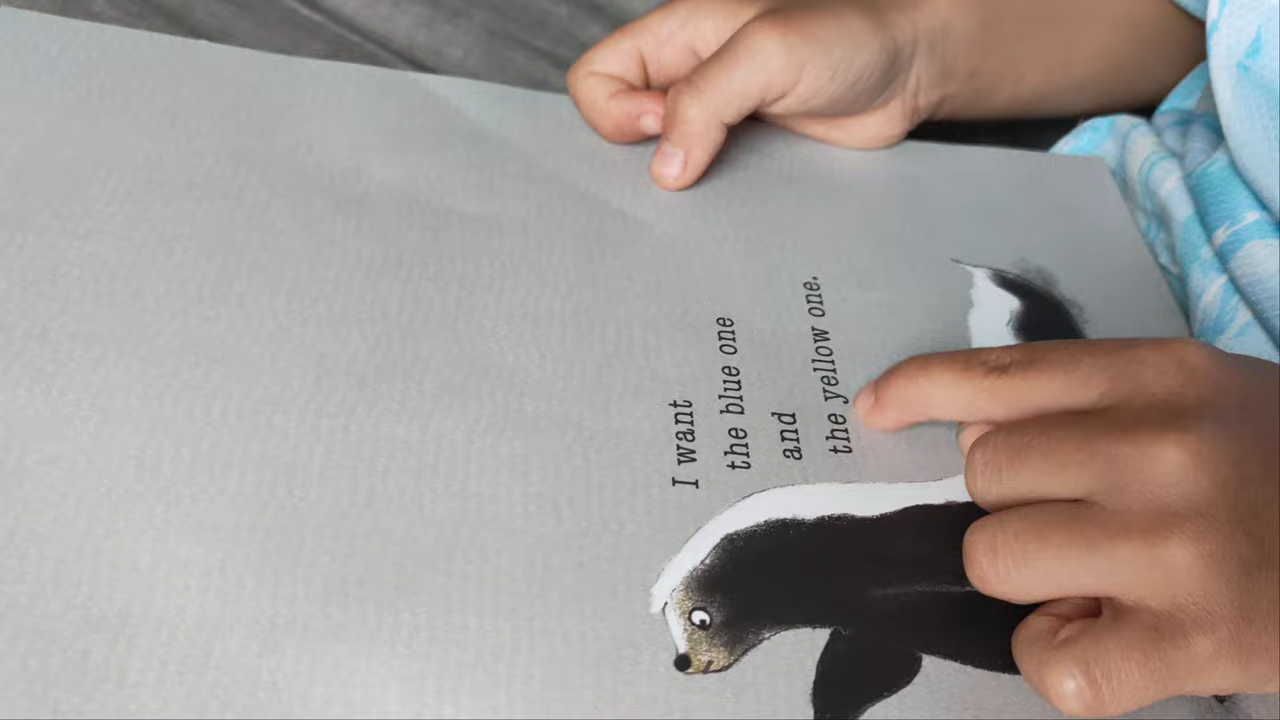 I want
the blue one
and
the yellow one.